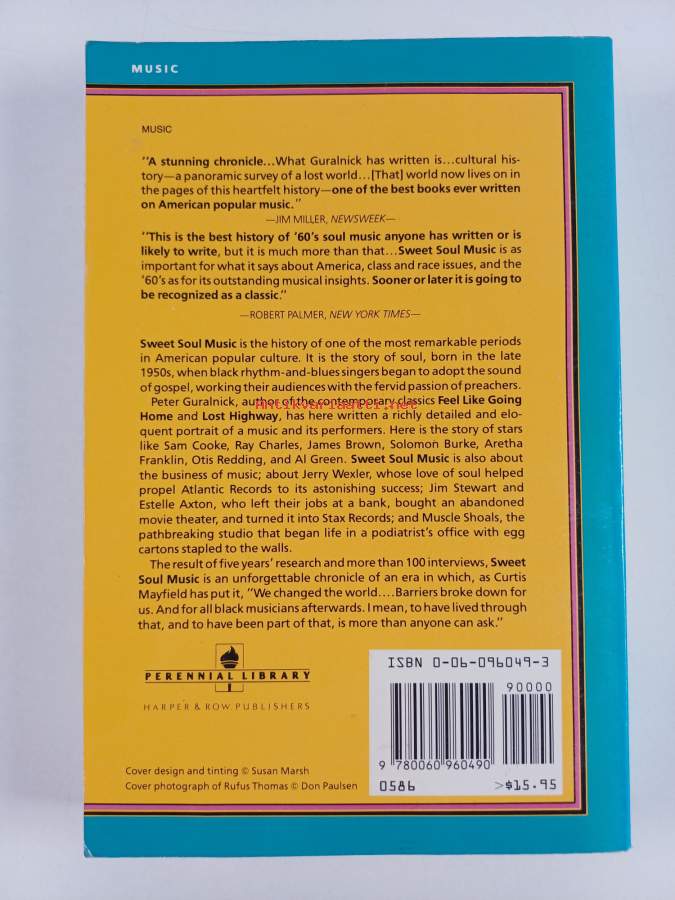 MUSIC
MUSIC
"A stunning chronicle...What Guralnick has written is...cultural his-
tory—a panoramic survey of a lost world...[That] world now lives on in
the pages of this heartfelt history—one of the best books ever written
on American popular music."
—JIM MILLER, NEWSWEEK—
"This is the best history of '60's soul music anyone has written or is
likely to write, but it is much more than that...Sweet Soul Music is as
important for what it says about America, class and race issues, and the
'60's as for its outstanding musical insights. Sooner or later it is going to
be recognized as a classic."
—ROBERT PALMER, NEW YORK TIMES—
Sweet Soul Music is the history of one of the most remarkable periods
in American popular culture. It is the story of soul, born in the late
1950s, when black rhythm-and-blues singers began to adopt the sound
of gospel, working their audiences with the fervid passion of preachers.
Peter Guralnick, author of the contemporary classics Feel Like Going
Antikvariaatti.net
Home and Lost Highway, has here written a richly detailed and elo-
quent portrait of a music and its performers. Here is the story of stars
like Sam Cooke, Ray Charles, James Brown, Solomon Burke, Aretha
Franklin, Otis Redding, and Al Green. Sweet Soul Music is also about
the business of music; about Jerry Wexler, whose love of soul helped
propel Atlantic Records to its astonishing success; Jim Stewart and
Estelle Axton, who left their jobs at a bank, bought an abandoned
movie theater, and turned it into Stax Records; and Muscle Shoals, the
pathbreaking studio that began life in a podiatrist's office with egg
cartons stapled to the walls.
The result of five years' research and more than 100 interviews, Sweet
Soul Music is an unforgettable chronicle of an era in which, as Curtis
Mayfield has put it, "We changed the world....Barriers broke down for
us. And for all black musicians afterwards. I mean, to have lived through
that, and to have been part of that, is more than anyone can ask."
PERENNIAL LIBRARY
HARPER & ROW PUBLISHERS
ISBN 0-06-096049-3
90000
9 780060 960490
0586 >$15.95
Cover design and tinting © Susan Marsh
Cover photograph of Rufus Thomas © Don Paulsen